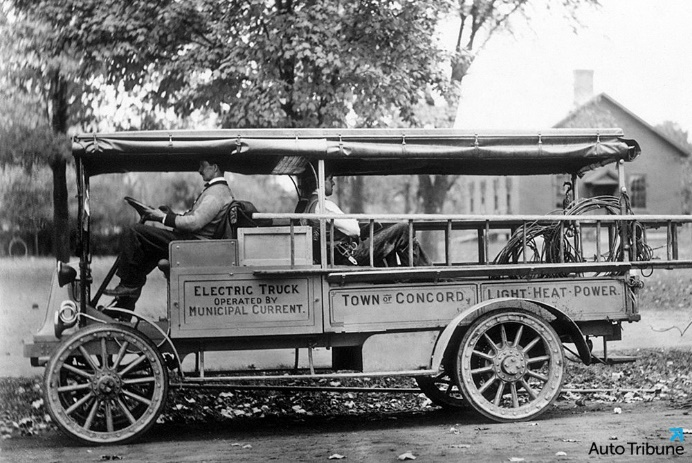 ELECTRIC TRUCK
OPERATED BY
MUNICIPAL CURRENT.
TOWN OF CONCORD,
LIGHT-HEAT-POWER.
Auto Tribune